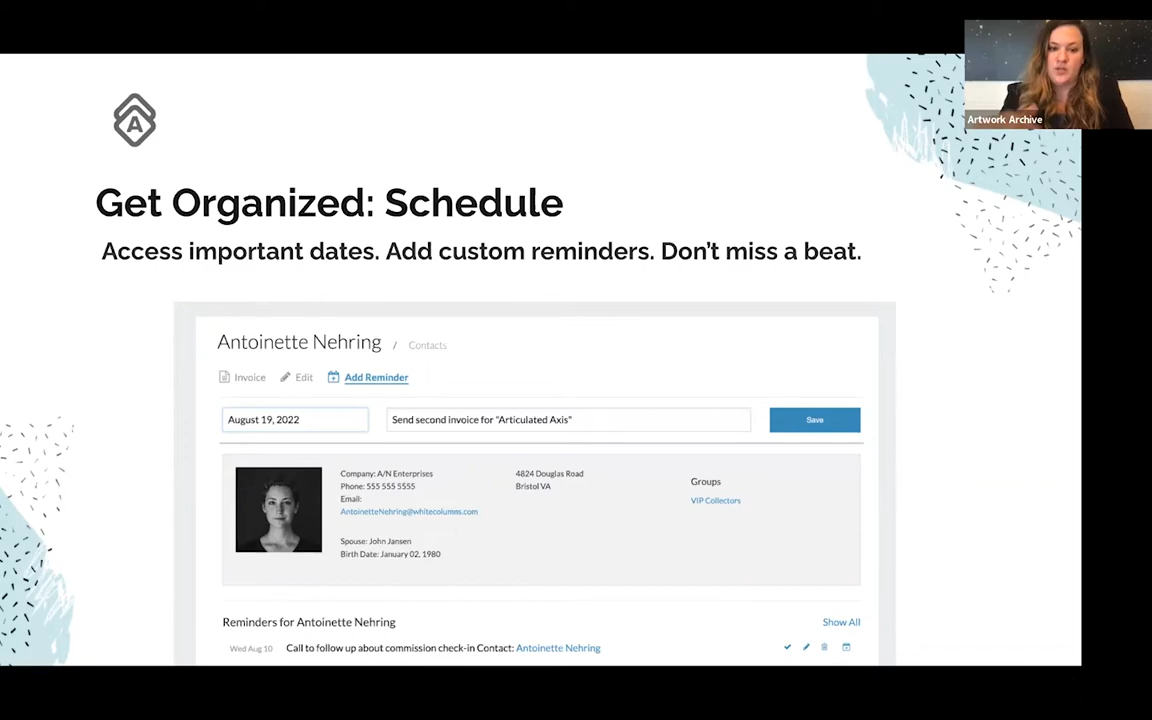 Artwork Archive
A
Get Organized: Schedule
Access important dates. Add custom reminders. Don't miss a beat.
Antoinette Nehring / Contacts
Invoice Edit Add Reminder
August 19, 2022 Send second invoice for "Articulated Axis" Save
Company: A/N Enterprises 4824 Douglas Road
Phone: 555 555 5555 Bristol VA Groups
Email: VIP Collectors
AntoinetteNehring@whitecolumms.com
Spouse: John Jansen
Birth Date: January 02, 1980
Reminders for Antoinette Nehring Show All
Wed Aug 10 Call to follow up about commission check-in Contact: Antoinette Nehring